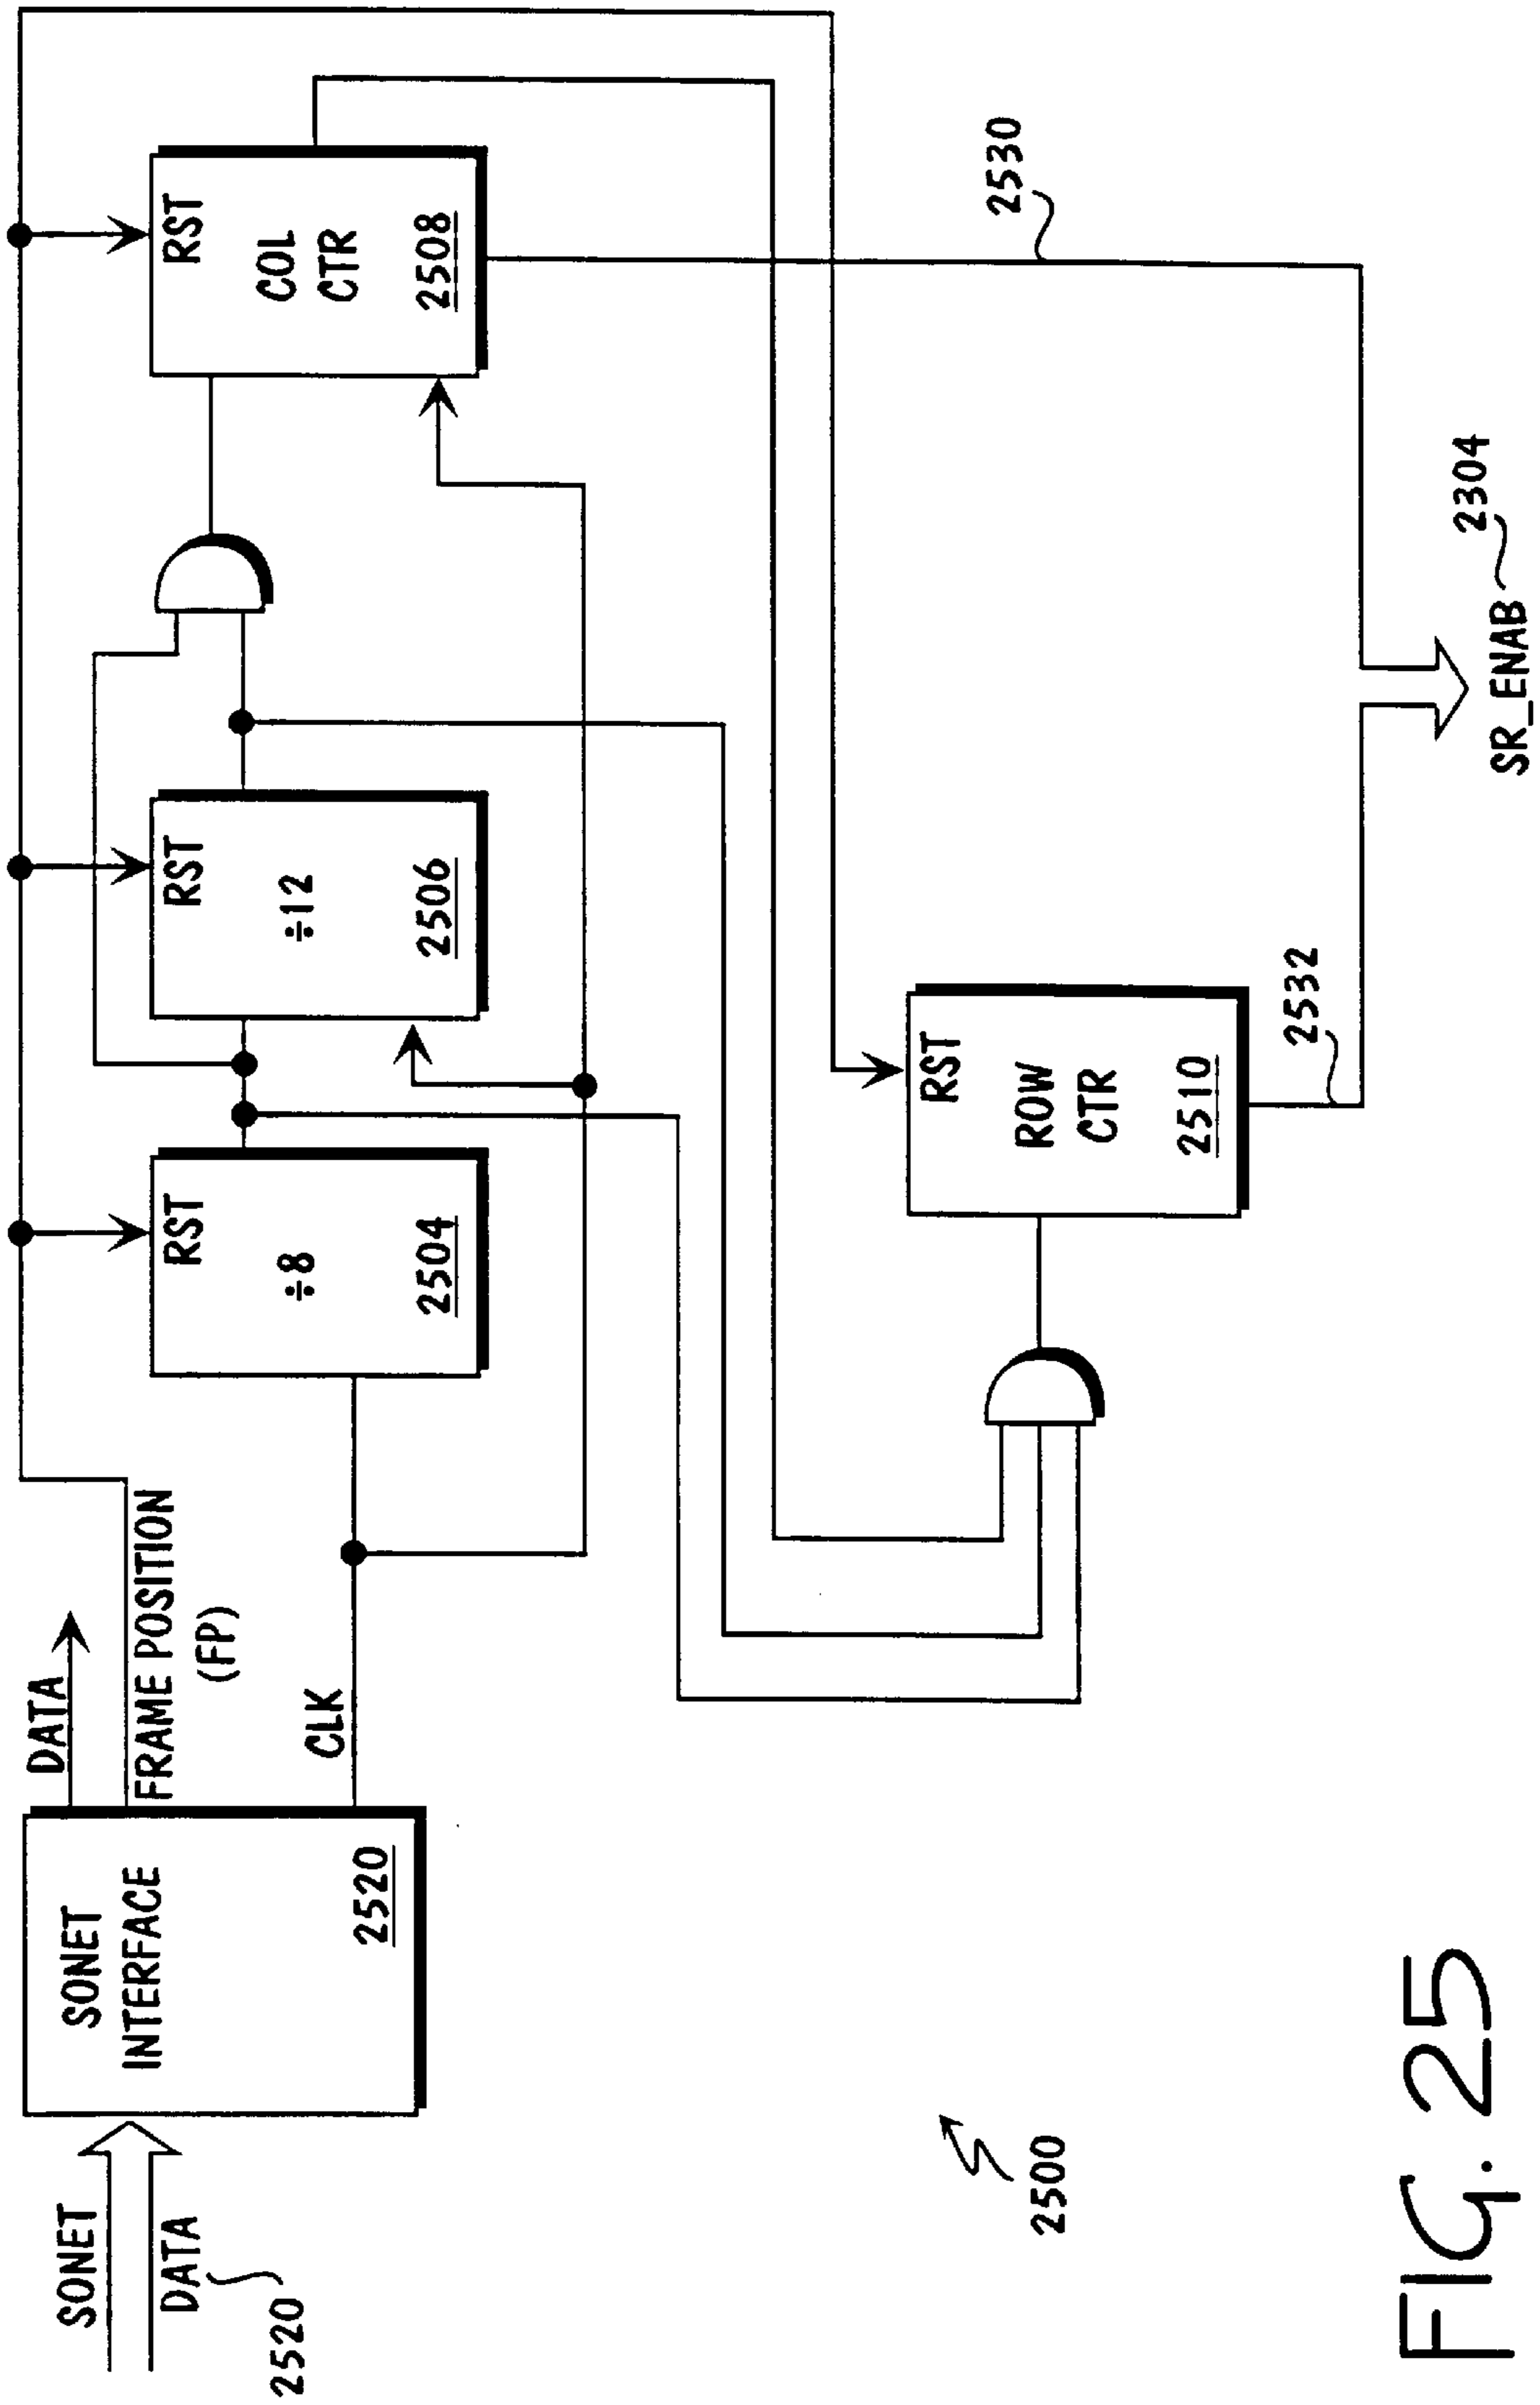 SONET
DATA
2520
SONET
INTERFACE
2520
DATA
FRAME POSITION
(FP)
CLK
RST
÷8
2504
RST
÷12
2506
RST
COL
CTR
2508
RST
ROW
CTR
2510
2530
2532
SR_ENAB
2304
2500
FIG. 25